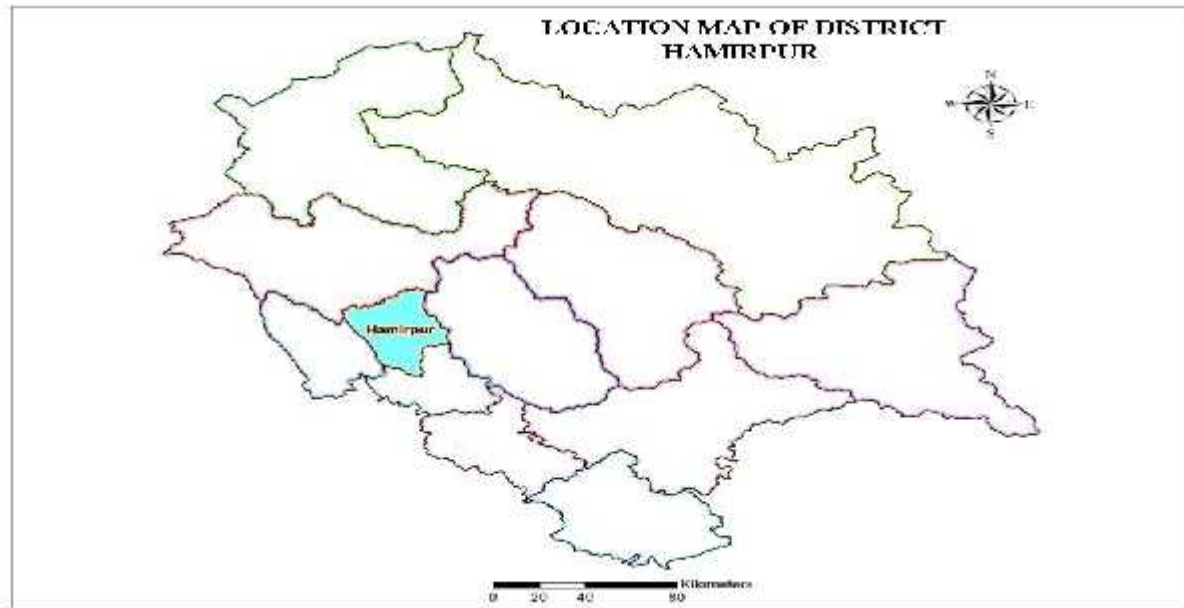 LOCATION MAP OF DISTRICT
HAMIRPUR
N
W E
S
Hamirpur
Kilometers
0 20 40 80